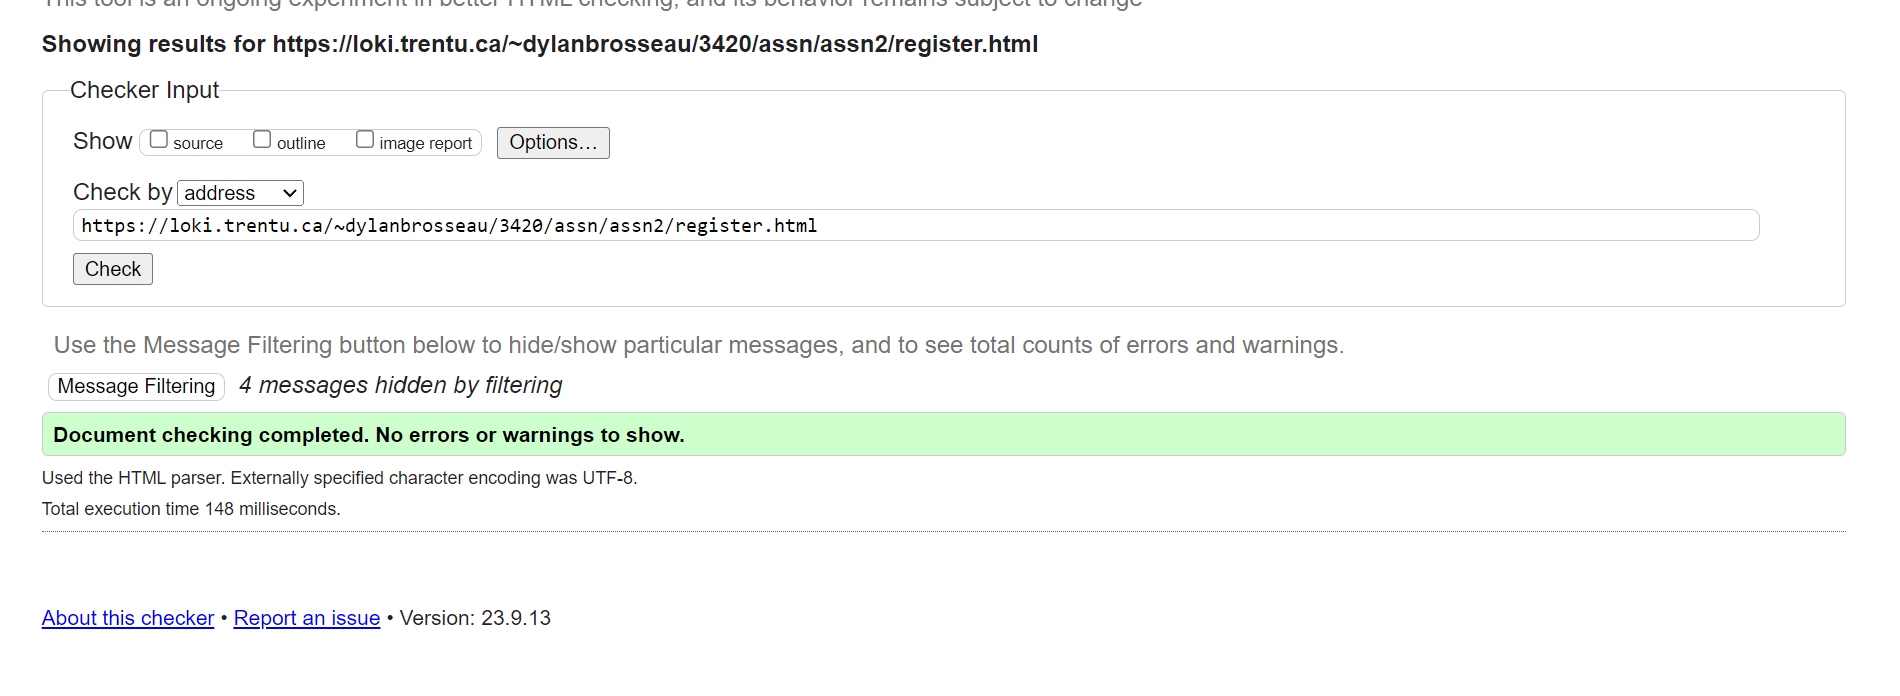 This tool is an ongoing experiment in better HTML checking, and its behavior remains subject to change
Showing results for https://loki.trentu.ca/~dylanbrosseau/3420/assn/assn2/register.html
Checker Input
Show source outline image report Options...
Check by address
https://loki.trentu.ca/~dylanbrosseau/3420/assn/assn2/register.html
Check
Use the Message Filtering button below to hide/show particular messages, and to see total counts of errors and warnings.
Message Filtering 4 messages hidden by filtering
Document checking completed. No errors or warnings to show.
Used the HTML parser. Externally specified character encoding was UTF-8.
Total execution time 148 milliseconds.
About this checker • Report an issue • Version: 23.9.13